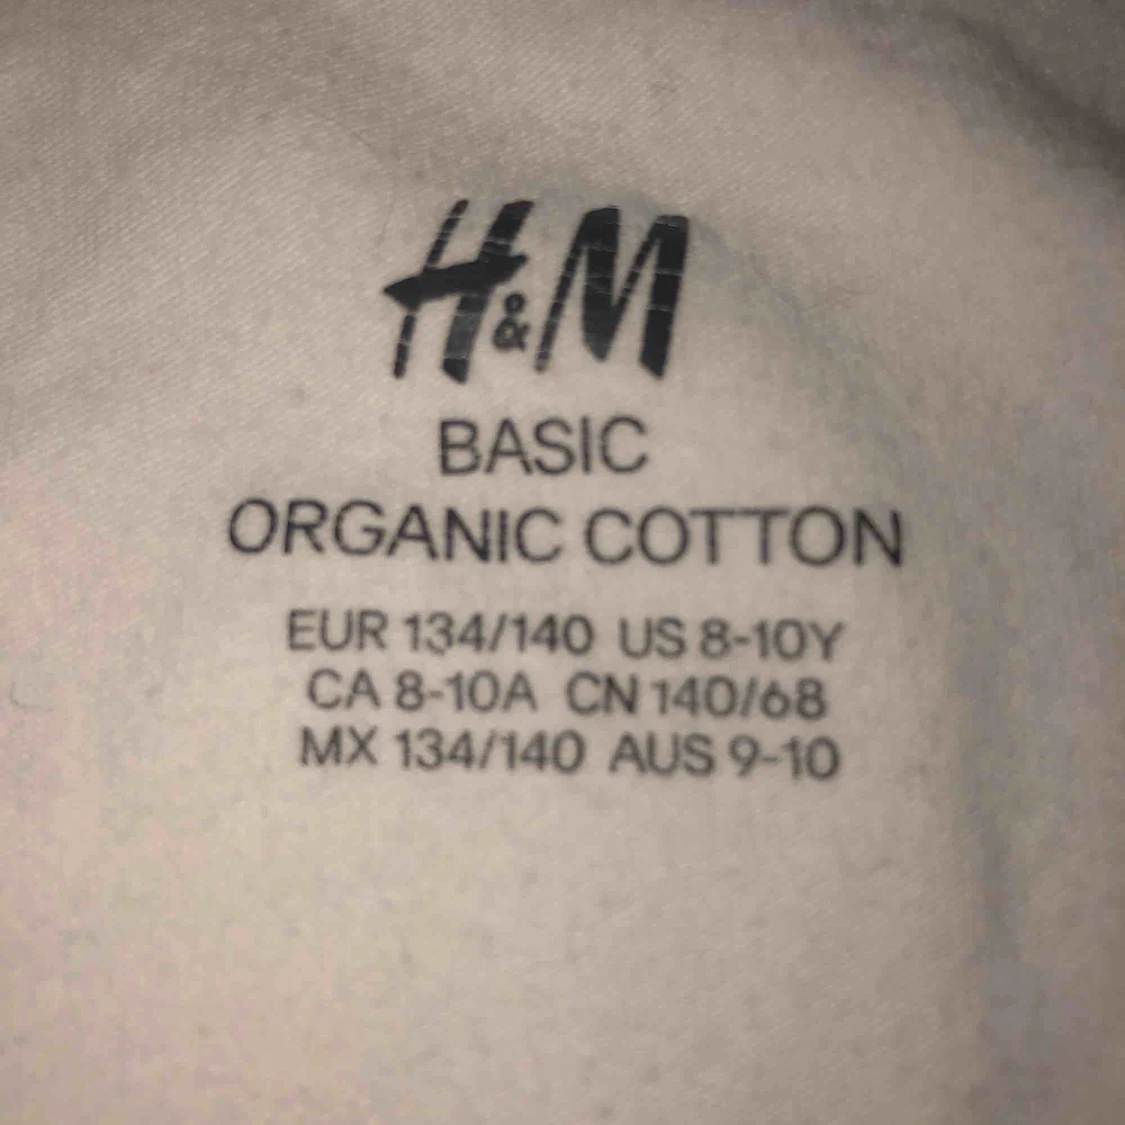 H&M
BASIC
ORGANIC COTTON
EUR 134/140 US 8-10Y
CA 8-10A CN 140/68
MX 134/140 AUS 9-10